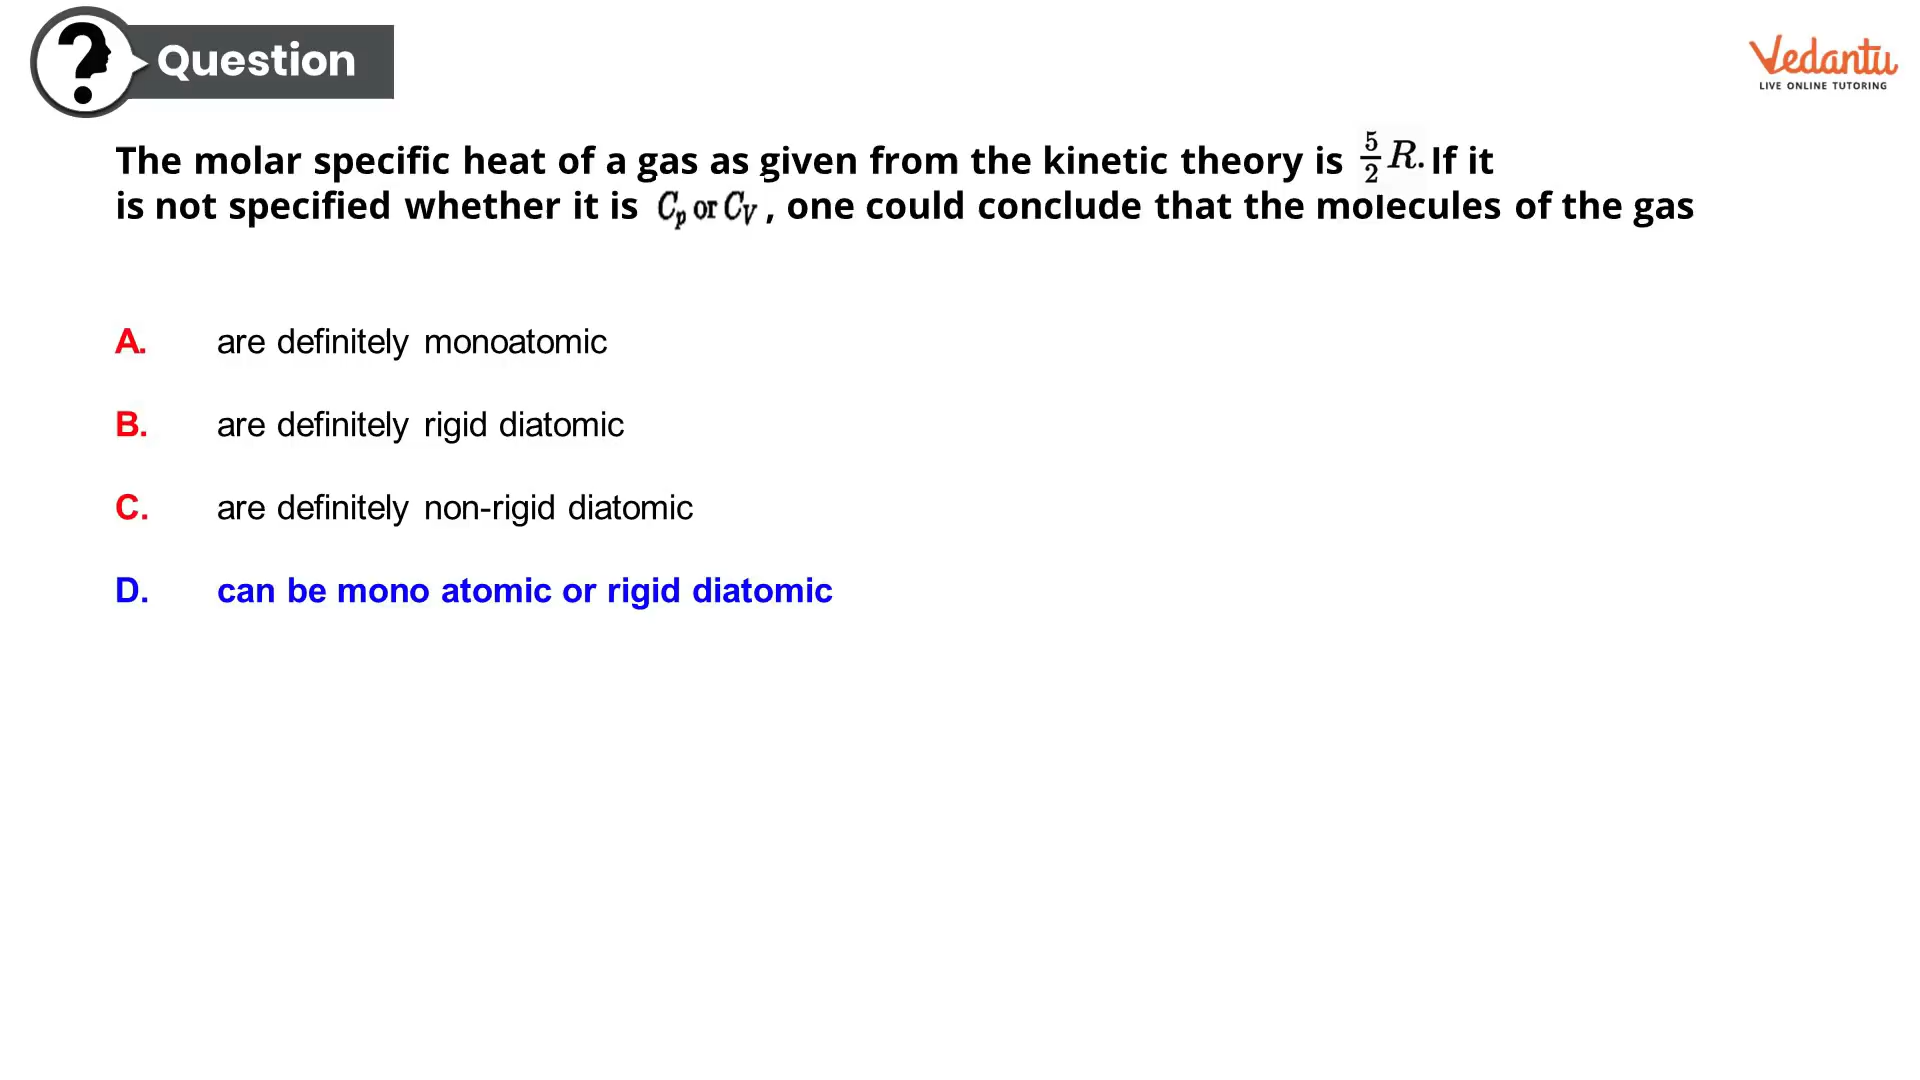 ? Question
Vedantu
LIVE ONLINE TUTORING
The molar specific heat of a gas as given from the kinetic theory is 5/2 R. If it
is not specified whether it is Cp or CV , one could conclude that the molecules of the gas
A. are definitely monoatomic
B. are definitely rigid diatomic
C. are definitely non-rigid diatomic
D. can be mono atomic or rigid diatomic